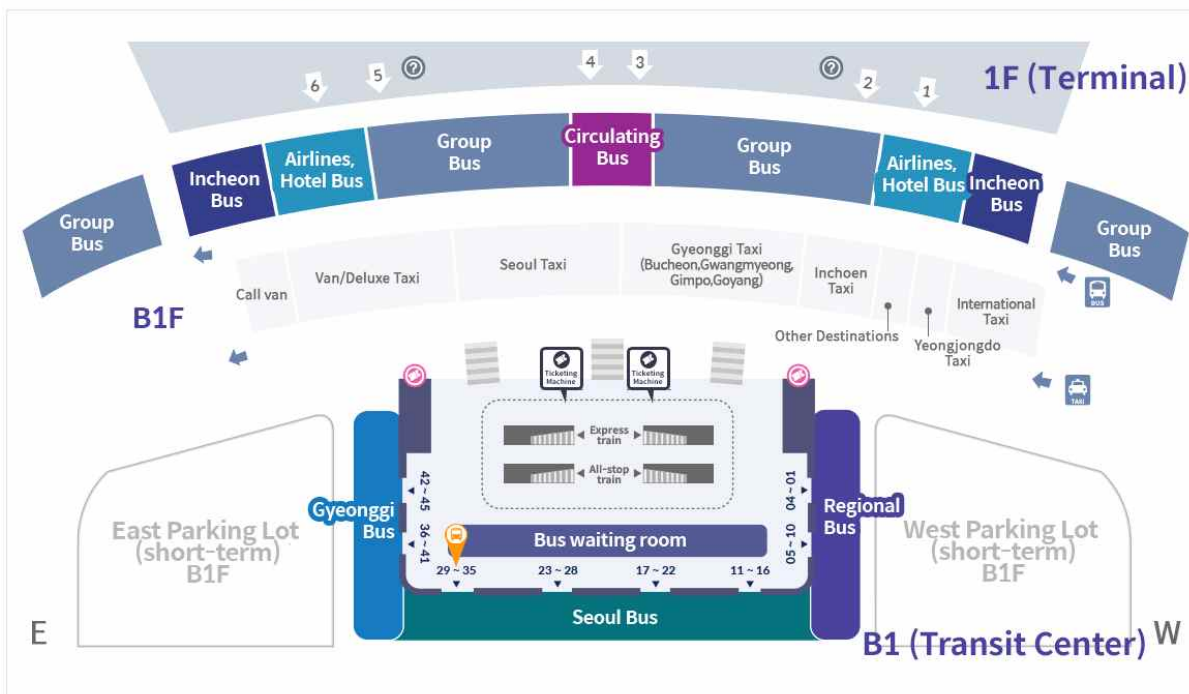 6
5
?
4
3
?
2
1
1F (Terminal)
Group
Bus
Incheon
Bus
Airlines,
Hotel Bus
Group
Bus
Circulating
Bus
Group
Bus
Airlines,
Hotel Bus
Incheon
Bus
Group
Bus
B1F
Call van
Van/Deluxe Taxi
Seoul Taxi
Gyeonggi Taxi
(Bucheon,Gwangmyeong,
Gimpo,Goyang)
Inchoen
Taxi
Other Destinations
Yeongjongdo
Taxi
International
Taxi
BUS
TAXI
Ticketing
Machine
Ticketing
Machine
Express
train
All-stop
train
42 ~ 45
36 ~ 41
04 ~ 01
05 ~ 10
Gyeonggi
Bus
Regional
Bus
Bus waiting room
29 ~ 35
23 ~ 28
17 ~ 22
11 ~ 16
Seoul Bus
East Parking Lot
(short-term)
B1F
West Parking Lot
(short-term)
B1F
E
B1 (Transit Center)
W